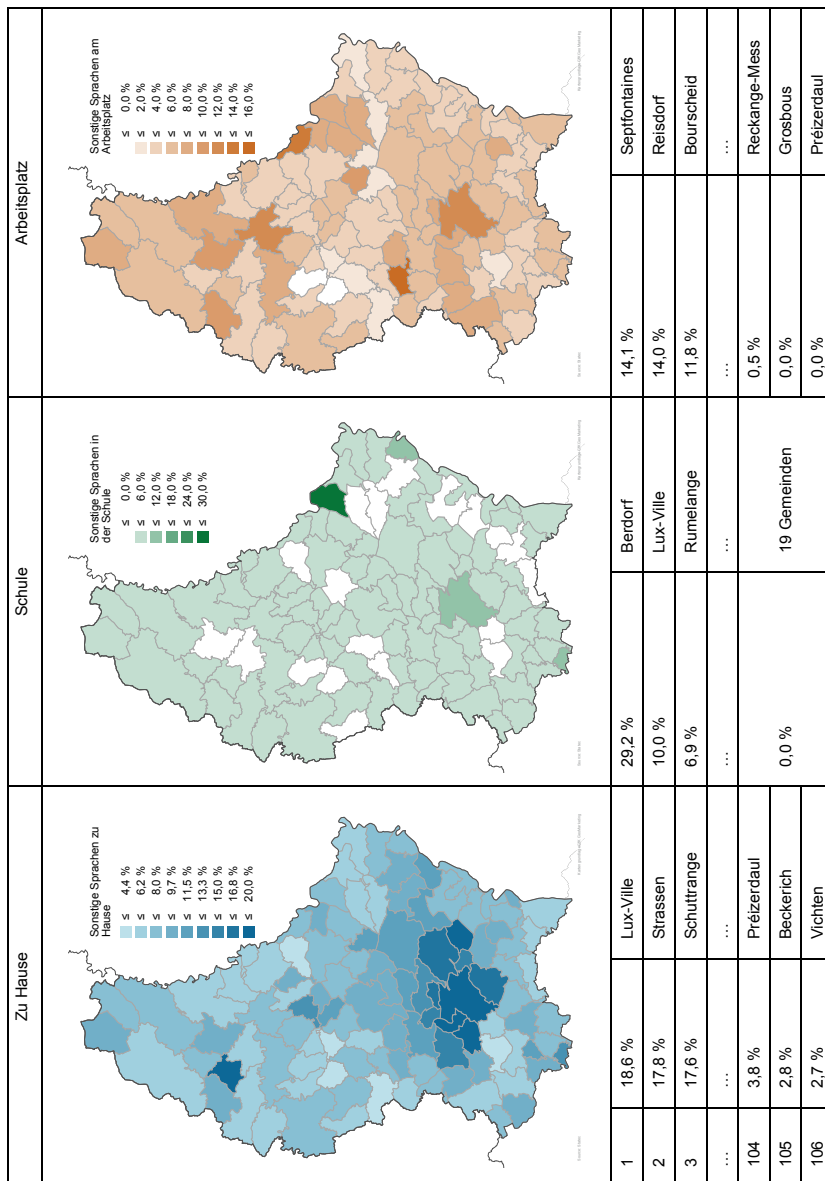 Zu Hause
Schule
Arbeitsplatz
Sonstige Sprachen zu
Hause
≤ 4,4 %
≤ 6,2 %
≤ 8,0 %
≤ 9,7 %
≤ 11,5 %
≤ 13,3 %
≤ 15,0 %
≤ 16,8 %
≤ 20,0 %
Sonstige Sprachen in
der Schule
≤ 0,0 %
≤ 6,0 %
≤ 12,0 %
≤ 18,0 %
≤ 24,0 %
≤ 30,0 %
Sonstige Sprachen am
Arbeitsplatz
≤ 0,0 %
≤ 2,0 %
≤ 4,0 %
≤ 6,0 %
≤ 8,0 %
≤ 10,0 %
≤ 12,0 %
≤ 14,0 %
≤ 16,0 %
1 18,6 % Lux-Ville 29,2 % Berdorf 14,1 % Septfontaines
2 17,8 % Strassen 10,0 % Lux-Ville 14,0 % Reisdorf
3 17,6 % Schuttrange 6,9 % Rumelange 11,8 % Bourscheid
… … … … … … …
104 3,8 % Préizerdaul 0,0 % 19 Gemeinden 0,5 % Reckange-Mess
105 2,8 % Beckerich 0,0 % Grosbous
106 2,7 % Vichten 0,0 % Préizerdaul